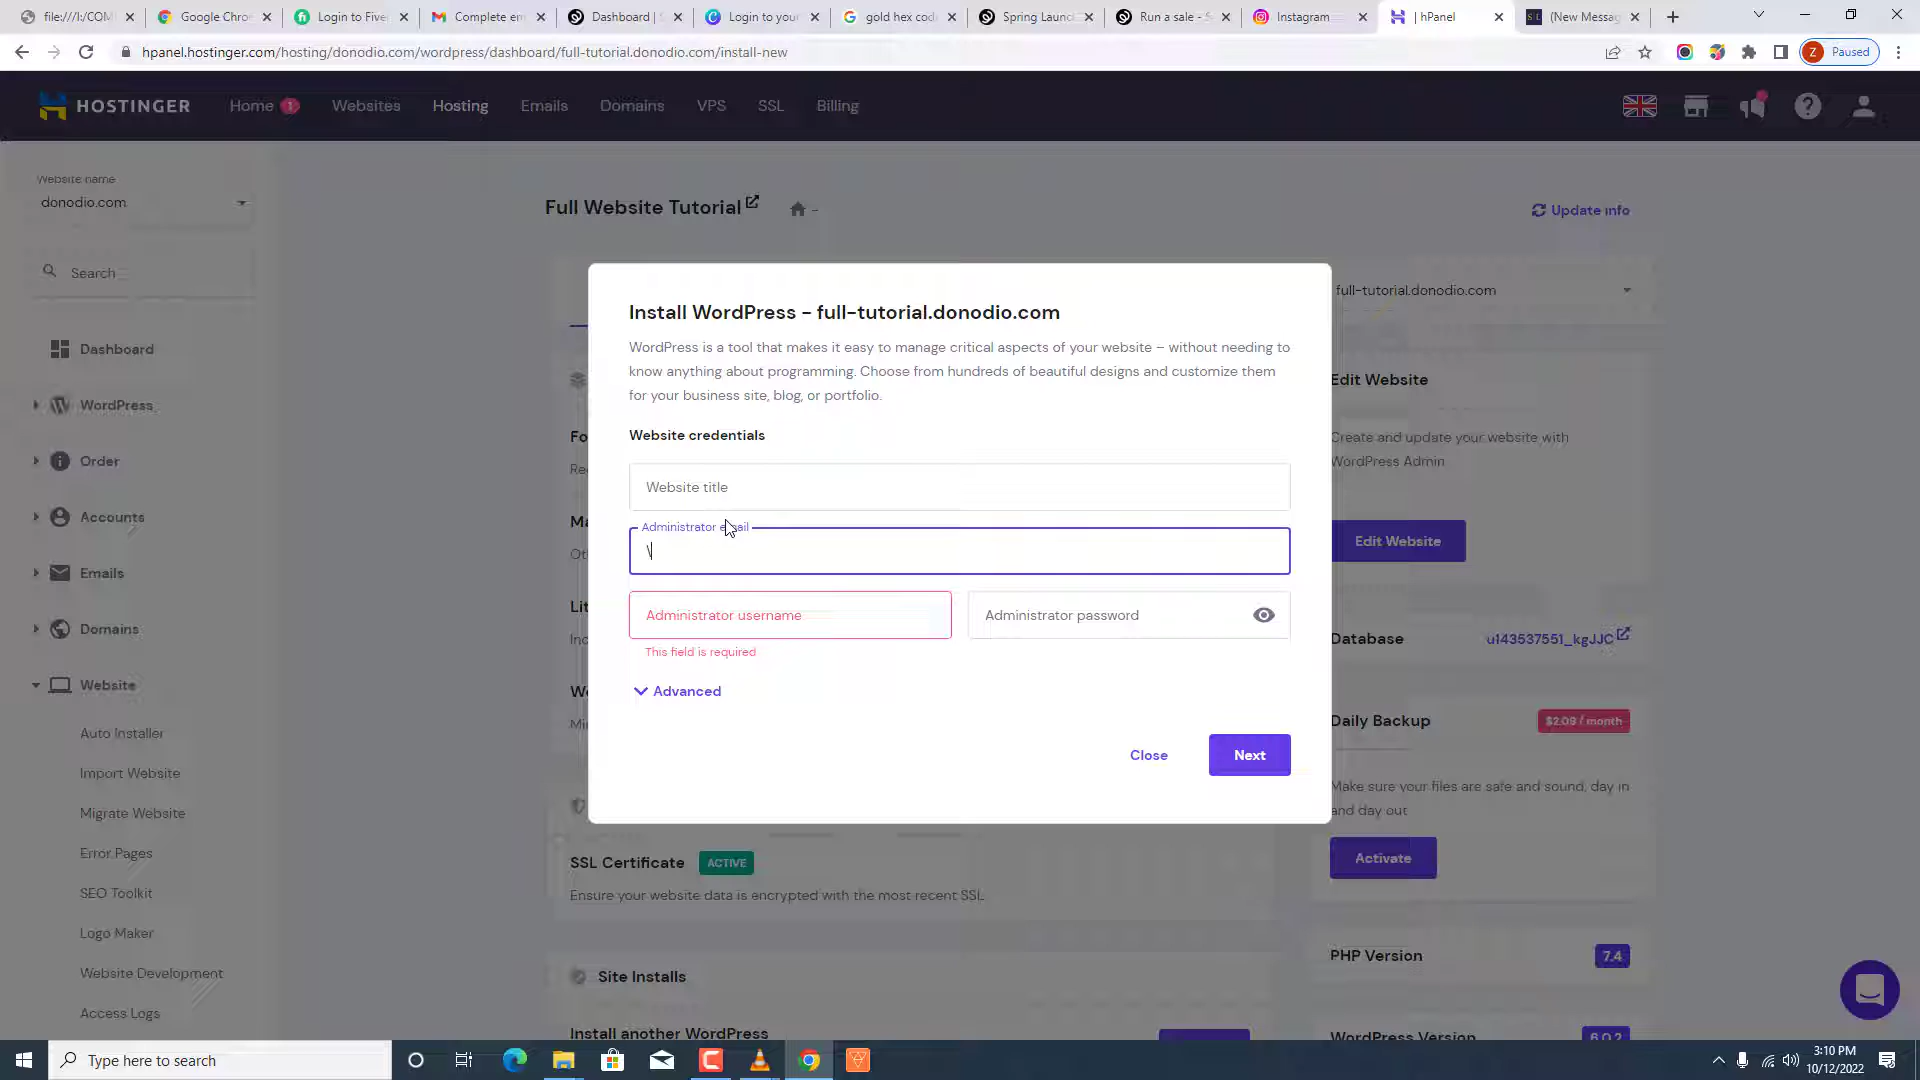 file:///I:/COM
Google Chro
Login to Five
Complete em
Dashboard | S
Login to your
gold hex cod
Spring Launc
Run a sale - S
Instagram
| hPanel
(New Messag
hpanel.hostinger.com/hosting/donodio.com/wordpress/dashboard/full-tutorial.donodio.com/install-new
Z Paused
HOSTINGER
Home 1
Websites
Hosting
Emails
Domains
VPS
SSL
Billing
Website name
donodio.com
Search
Dashboard
WordPress
Order
Accounts
Emails
Domains
Website
Auto Installer
Import Website
Migrate Website
Error Pages
SEO Toolkit
Logo Maker
Website Development
Access Logs
Full Website Tutorial
-
Update info
full-tutorial.donodio.com
Install WordPress - full-tutorial.donodio.com
WordPress is a tool that makes it easy to manage critical aspects of your website – without needing to
know anything about programming. Choose from hundreds of beautiful designs and customize them
for your business site, blog, or portfolio.
Website credentials
Website title
Administrator email
\
Administrator username
Administrator password
This field is required
Advanced
Close
Next
Edit Website
Create and update your website with
WordPress Admin
Edit Website
Database
u143537551_kgJJC
Daily Backup
$2.09 / month
Make sure your files are safe and sound, day in
and day out
Activate
SSL Certificate
ACTIVE
Ensure your website data is encrypted with the most recent SSL
PHP Version
7.4
Site Installs
Install another WordPress
WordPress Version
6.0.2
Type here to search
3:10 PM
10/12/2022